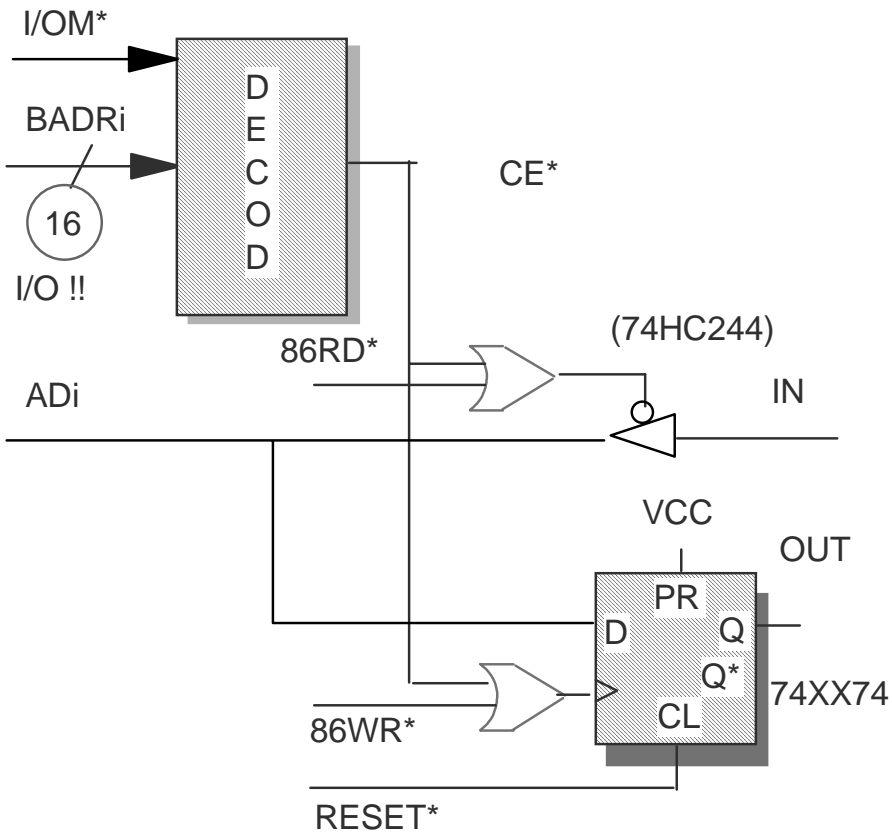 I/OM*
D
E
C
O
D
BADRi
16
I/O !!
CE*
86RD*
(74HC244)
ADi
IN
VCC
OUT
PR
D
Q
Q*
CL
74XX74
86WR*
RESET*